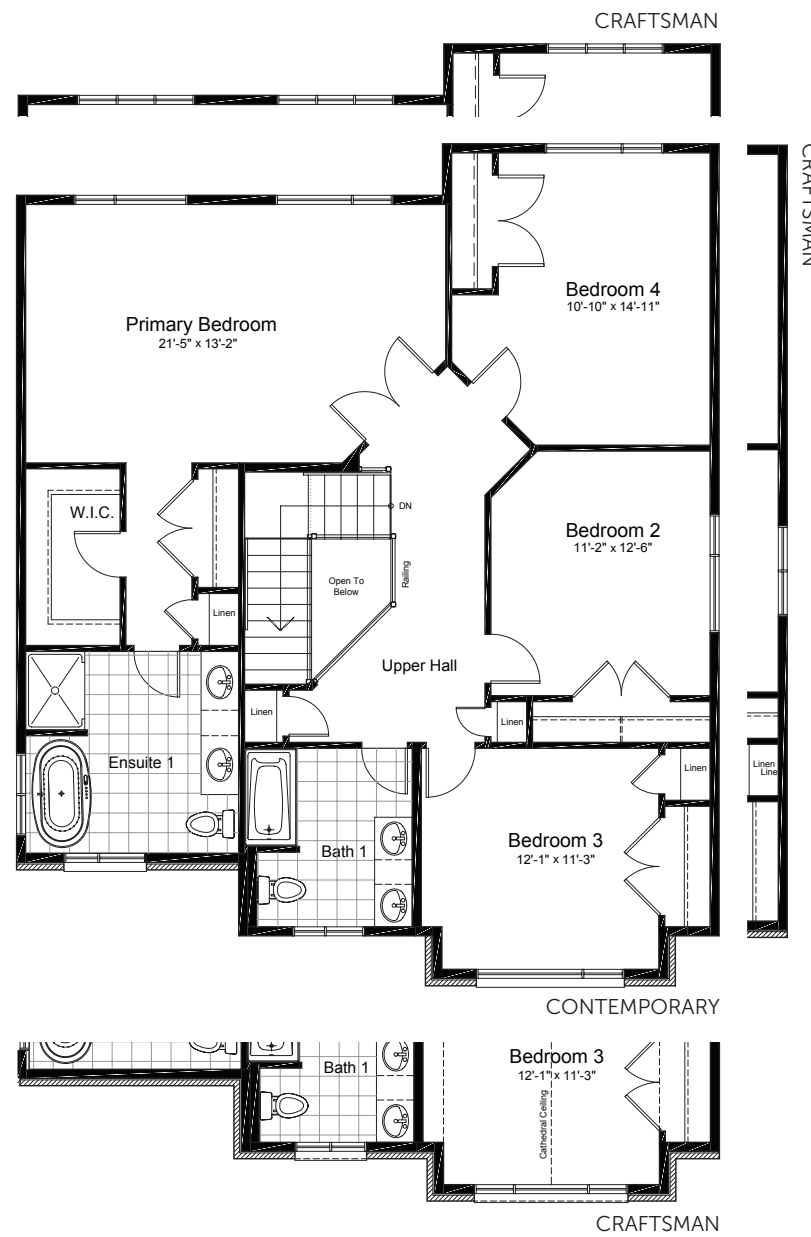 CRAFTSMAN
CRAFTSMAN
Bedroom 4
10'-10" x 14'-11"
Primary Bedroom
21'-5" x 13'-2"
W.I.C.
DN
Bedroom 2
11'-2" x 12'-6"
Open To
Below
Railing
Linen
Upper Hall
Linen
Linen
Ensuite 1
Linen
Linen
Line
Bedroom 3
12'-1" x 11'-3"
Bath 1
CONTEMPORARY
Bedroom 3
12'-1" x 11'-3"
Bath 1
Cathedral Ceiling
CRAFTSMAN